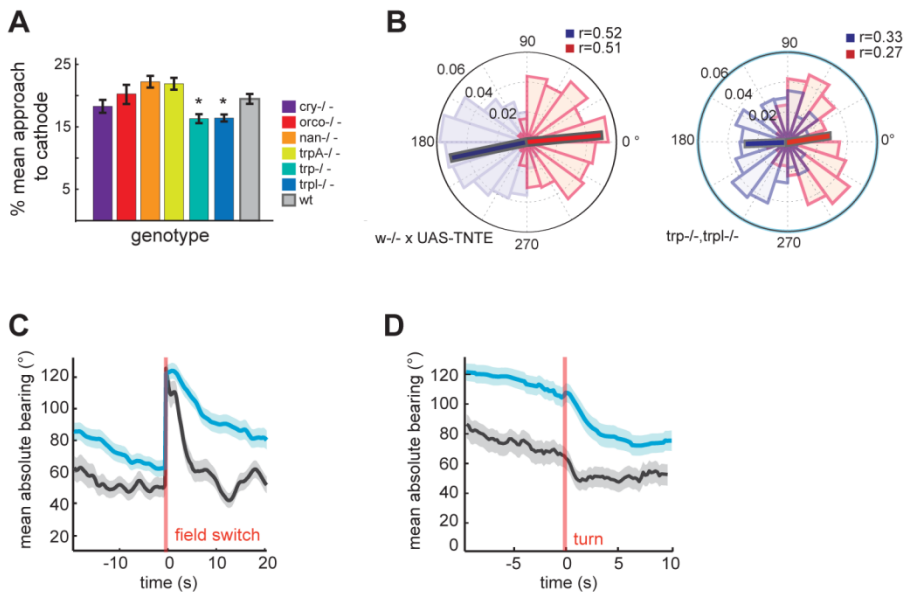 A
% mean approach
to cathode
25
15
5
genotype
cry-/ -
orco-/ -
nan-/ -
trpA-/ -
trp-/ -
trpl-/ -
wt
* *
B
r=0.52
r=0.51
90
0.06
0.04
0.02
180
0 °
270
w-/- x UAS-TNTE
r=0.33
r=0.27
90
0.06
0.04
0.02
180
0°
270
trp-/-,trpl-/-
C
mean absolute bearing (°)
120
100
80
60
40
20
field switch
-10
0
10
20
time (s)
D
mean absolute bearing (°)
120
100
80
60
40
20
0
turn
-5
0
5
10
time (s)